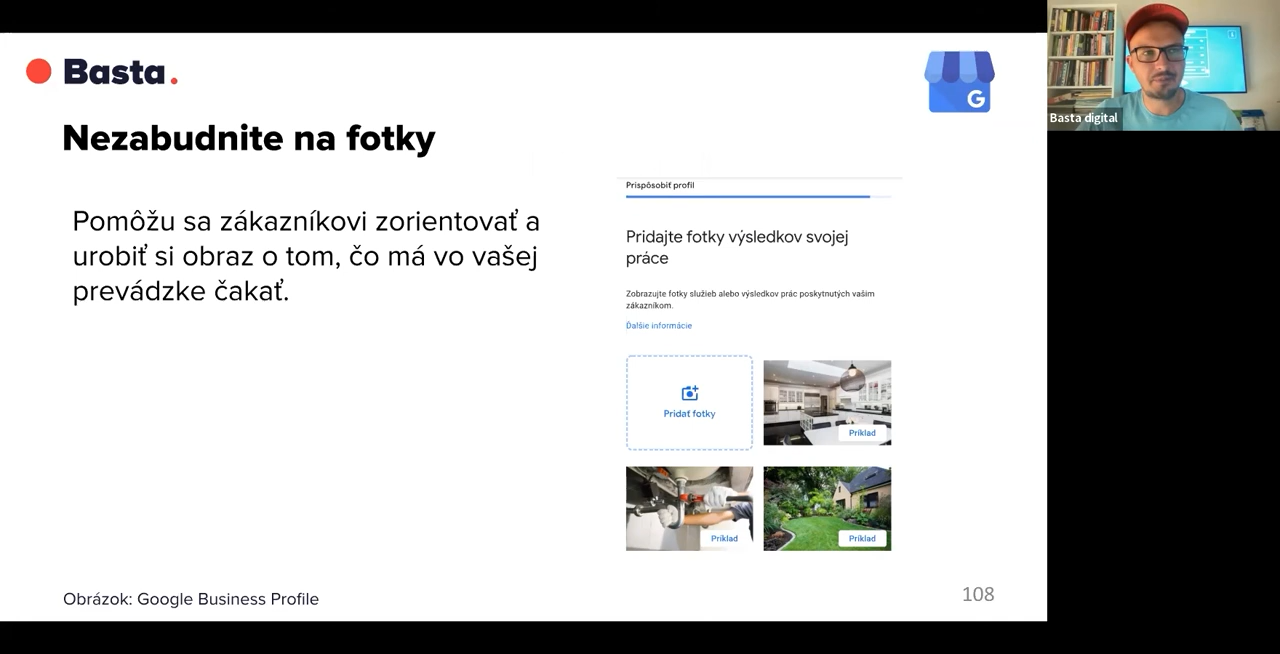 Basta.
G
Nezabudnite na fotky
Pomôžu sa zákazníkovi zorientovať a
urobiť si obraz o tom, čo má vo vašej
prevádzke čakať.
Prispôsobiť profil
Pridajte fotky výsledkov svojej
práce
Zobrazujte fotky služieb alebo výsledkov prác poskytnutých vašim
zákazníkom.
Ďalšie informácie
Pridať fotky
Príklad
Príklad
Príklad
Obrázok: Google Business Profile
108
Basta digital